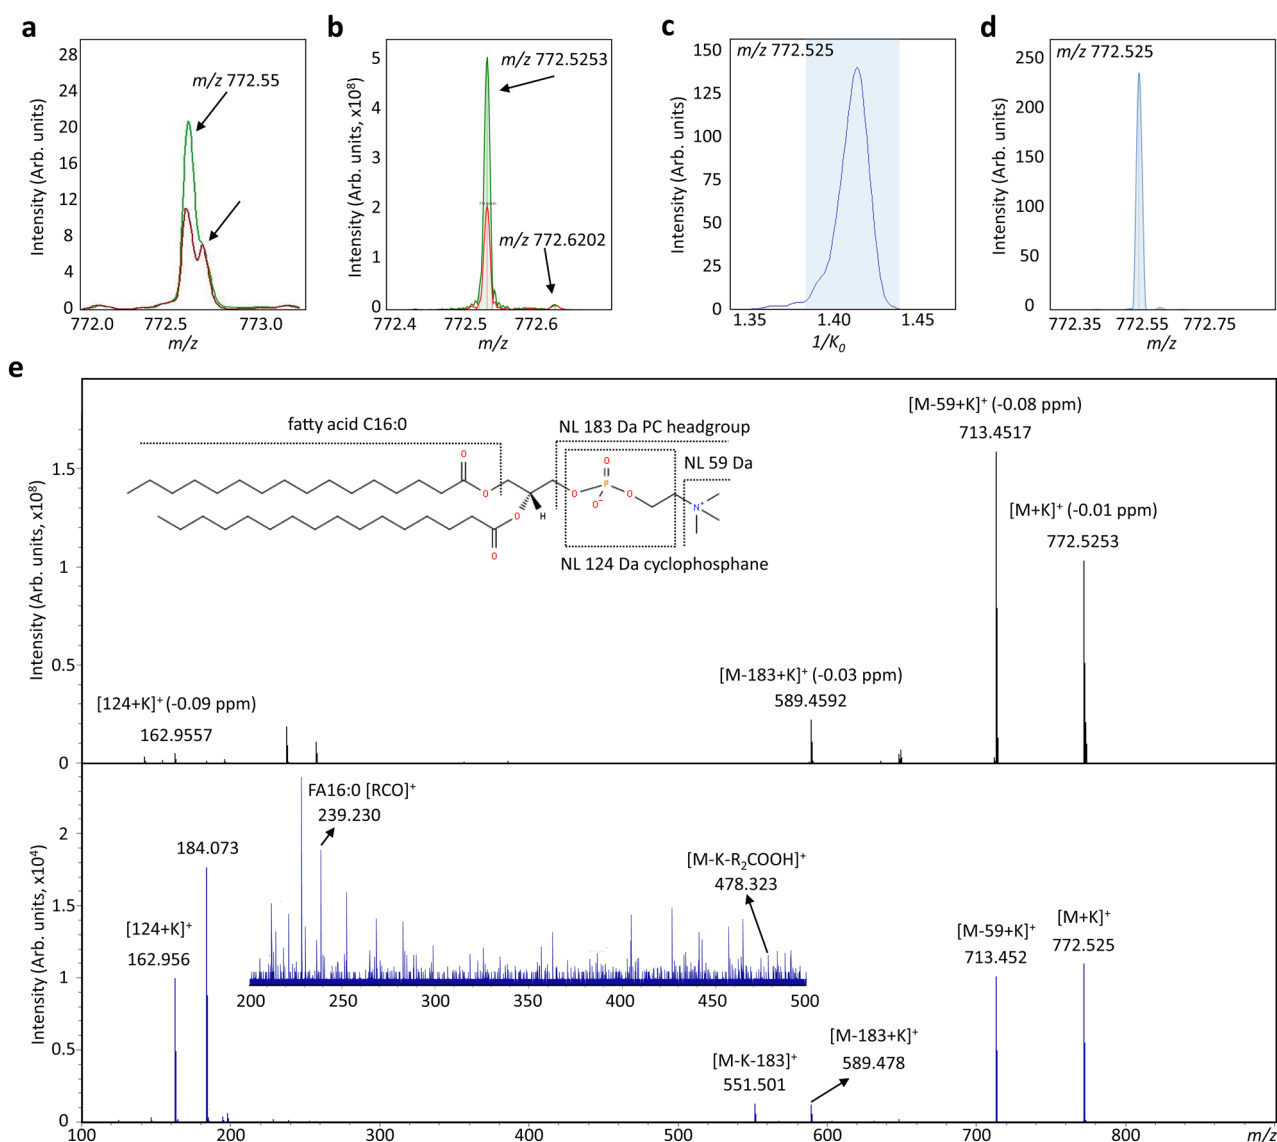 a
Intensity (Arb. units)
28
24
20
16
12
8
4
0
m/z 772.55
772.0
772.5
773.0
m/z
b
Intensity (Arb. units, x10⁸)
5
4
3
2
1
0
m/z 772.5253
m/z 772.6202
772.4
772.5
772.6
m/z
c
Intensity (Arb. units)
150
125
100
75
50
25
0
m/z 772.525
1.35
1.40
1.45
1/K₀
d
Intensity (Arb. units)
250
200
150
100
50
0
m/z 772.525
772.35
772.55
772.75
m/z
e
Intensity (Arb. units, x10⁸)
1.5
1
0.5
0
fatty acid C16:0
NL 183 Da PC headgroup
NL 59 Da
NL 124 Da cyclophosphane
O
O
O
O
H
O
O
P
O⁻
O
N⁺
[M-59+K]⁺ (-0.08 ppm)
713.4517
[M+K]⁺ (-0.01 ppm)
772.5253
[M-183+K]⁺ (-0.03 ppm)
589.4592
[124+K]⁺ (-0.09 ppm)
162.9557
Intensity (Arb. units, x10⁴)
2
1.5
1
0.5
0
184.073
[124+K]⁺
162.956
FA16:0 [RCO]⁺
239.230
[M-K-R₂COOH]⁺
478.323
200
250
300
350
400
450
500
[M-59+K]⁺
713.452
[M+K]⁺
772.525
[M-K-183]⁺
551.501
[M-183+K]⁺
589.478
100
200
300
400
500
600
700
800
m/z